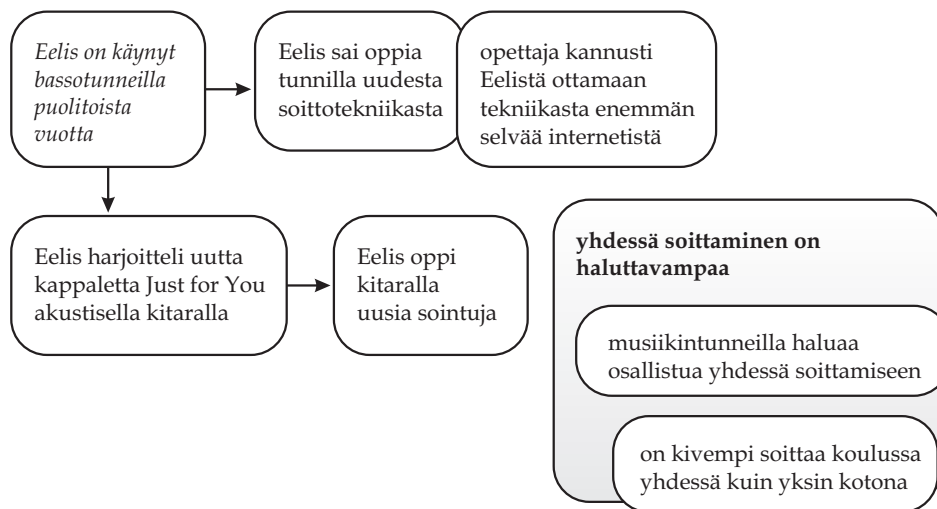 Eelis on käynyt
bassotunneilla
puolitoista
vuotta
Eelis sai oppia
tunnilla uudesta
soittotekniikasta
opettaja kannusti
Eelistä ottamaan
tekniikasta enemmän
selvää internetistä
Eelis harjoitteli uutta
kappaletta Just for You
akustisella kitaralla
Eelis oppi
kitaralla
uusia sointuja
yhdessä soittaminen on
haluttavampaa
musiikintunneilla haluaa
osallistua yhdessä soittamiseen
on kivempi soittaa koulussa
yhdessä kuin yksin kotona